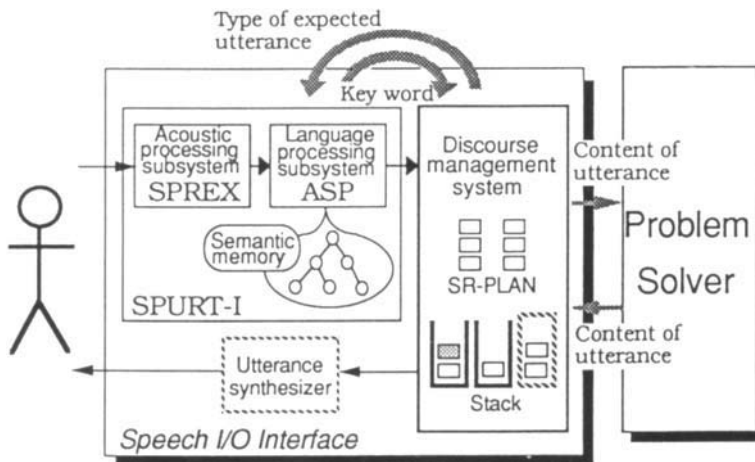 Type of expected
utterance
Key word
Acoustic
processing
subsystem
SPREX
Language
processing
subsystem
ASP
Semantic
memory
SPURT-I
Discourse
management
system
SR-PLAN
Stack
Content of
utterance
Problem
Solver
Content of
utterance
Utterance
synthesizer
Speech I/O Interface